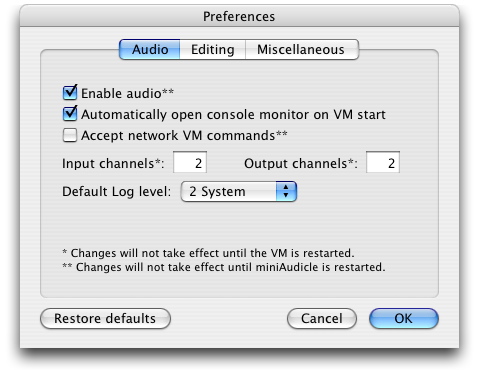 Preferences
Audio Editing Miscellaneous
Enable audio**
Automatically open console monitor on VM start
Accept network VM commands**
Input channels*: 2 Output channels*: 2
Default Log level: 2 System
* Changes will not take effect until the VM is restarted.
** Changes will not take effect until miniAudicle is restarted.
Restore defaults Cancel OK